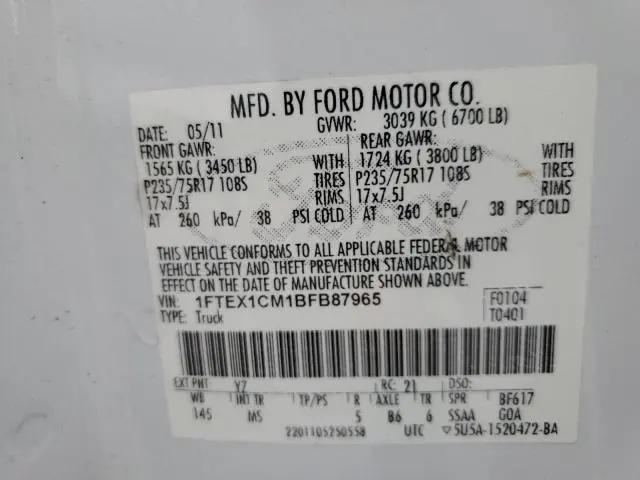 MFD. BY FORD MOTOR CO.
DATE: 05/11 GVWR: 3039 KG ( 6700 LB)
FRONT GAWR: REAR GAWR:
1565 KG ( 3450 LB) WITH 1724 KG ( 3800 LB) WITH
P235/75R17 108S TIRES P235/75R17 108S TIRES
17x7.5J RIMS 17x7.5J RIMS
AT 260 kPa/ 38 PSI COLD AT 260 kPa/ 38 PSI COLD
THIS VEHICLE CONFORMS TO ALL APPLICABLE FEDERAL MOTOR
VEHICLE SAFETY AND THEFT PREVENTION STANDARDS IN
EFFECT ON THE DATE OF MANUFACTURE SHOWN ABOVE.
VIN: 1FTEX1CM1BFB87965 F0104
TYPE: Truck T0401
EXT PNT: YZ RC: 21 DSO:
WB INT TR TP/PS R AXLE TR SPR BF617
145 MS 5 B6 6 SSAA GOA
2201105250558 UTC ▽5U5A-1520472-BA